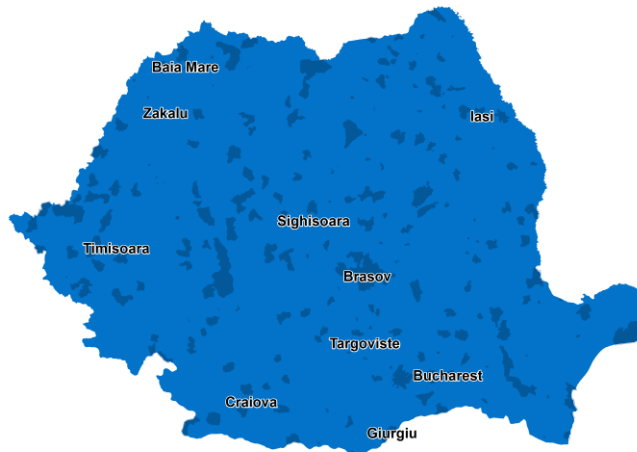 Baia Mare
Zakalu
Iasi
Sighisoara
Timisoara
Brasov
Targoviste
Bucharest
Craiova
Giurgiu